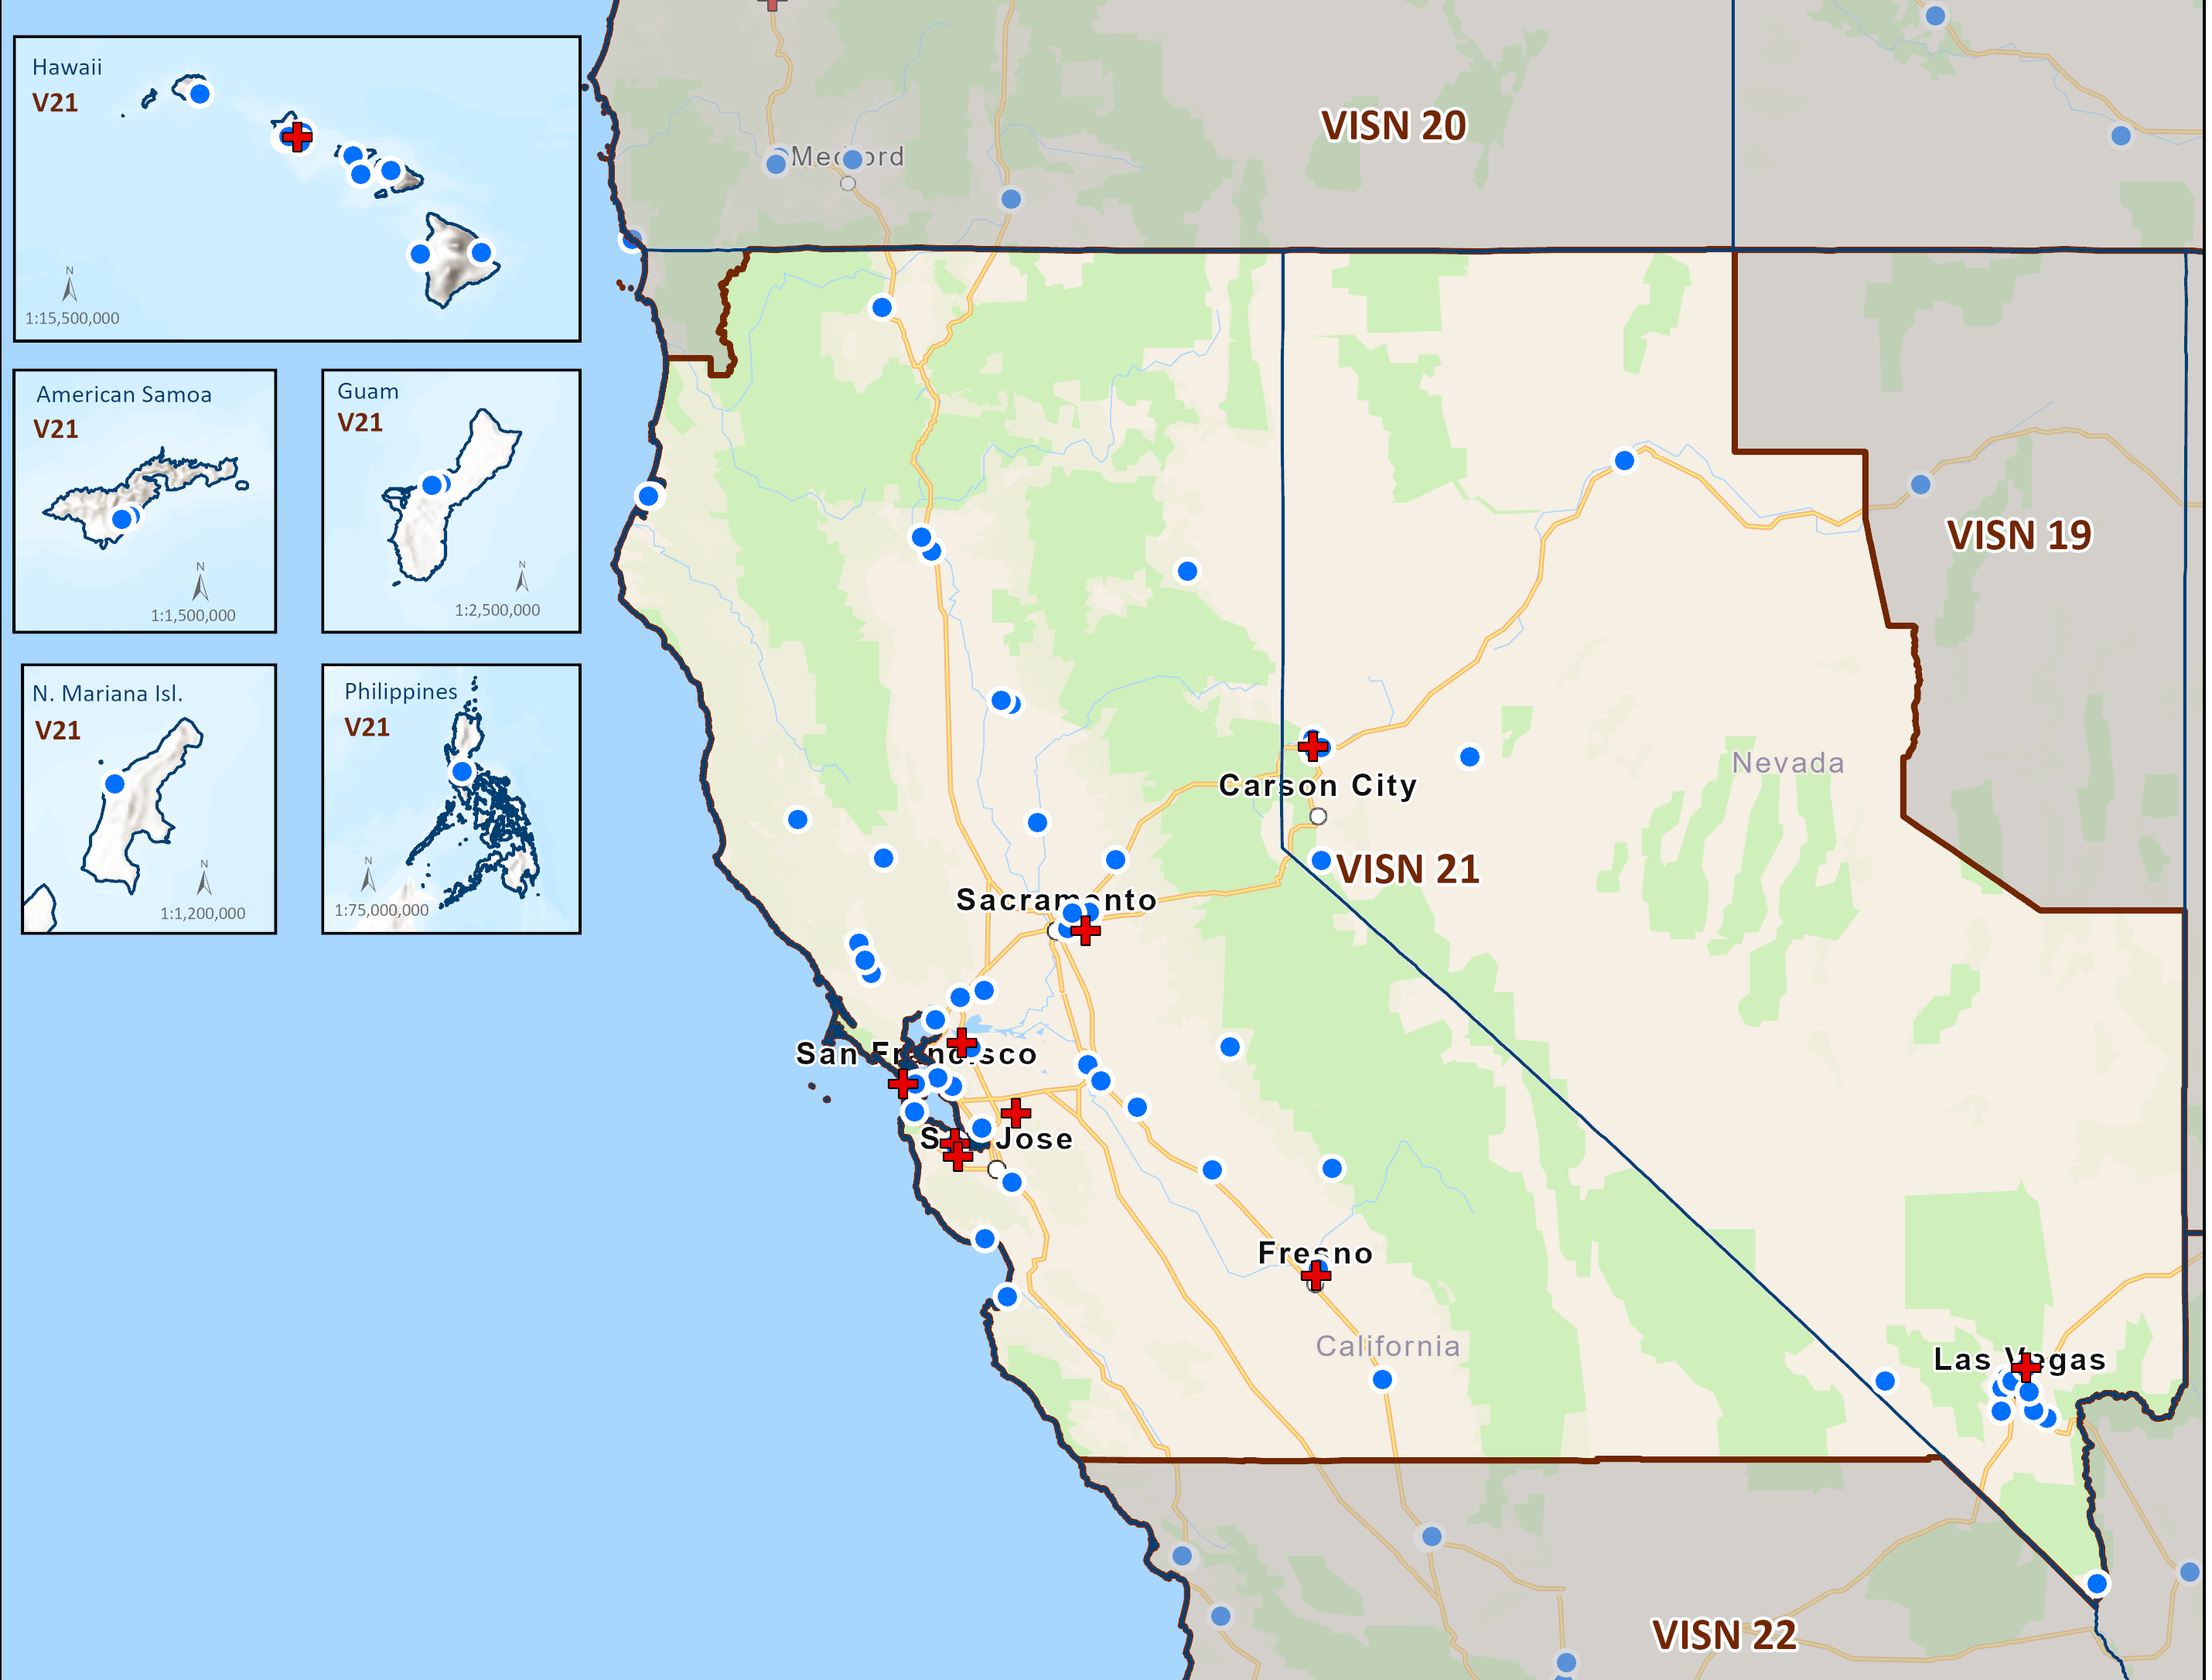 Hawaii
V21
N
1:15,500,000
American Samoa
V21
N
1:1,500,000
Guam
V21
N
1:2,500,000
N. Mariana Isl.
V21
N
1:1,200,000
Philippines
V21
N
1:75,000,000
VISN 20
Medford
VISN 19
Nevada
Carson City
VISN 21
Sacramento
San Francisco
San Jose
Fresno
California
Las Vegas
VISN 22